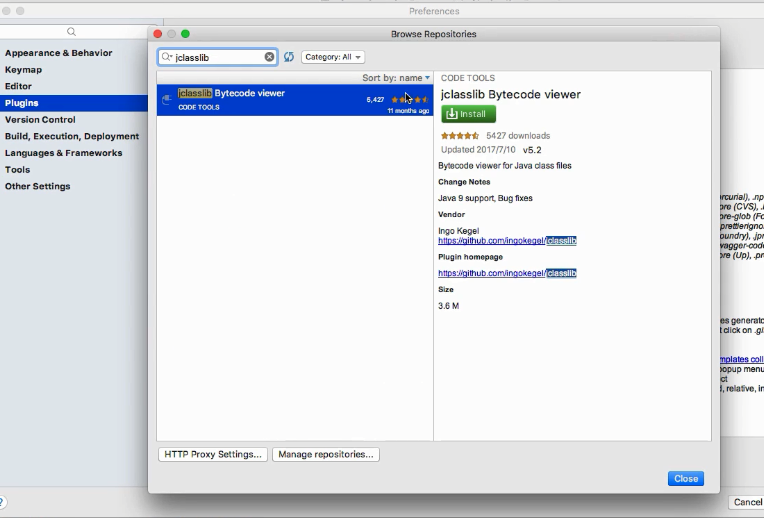 Preferences
Browse Repositories
jclasslib
Category: All
Sort by: name
jclasslib Bytecode viewer
CODE TOOLS
5,427
11 months ago
CODE TOOLS
jclasslib Bytecode viewer
Install
5427 downloads
Updated 2017/7/10 v5.2
Bytecode viewer for Java class files
Change Notes
Java 9 support, Bug fixes
Vendor
Ingo Kegel
https://github.com/ingokegel/jclasslib
Plugin homepage
https://github.com/ingokegel/jclasslib
Size
3.6 M
HTTP Proxy Settings...
Manage repositories...
Close
Appearance & Behavior
Keymap
Editor
Plugins
Version Control
Build, Execution, Deployment
Languages & Frameworks
Tools
Other Settings
?
rcurial), .np
ore (CVS), .
ore-glob (Fo
prettierignor
oundry), .jp
wagger-code
ore (Up), .pr
es generato
t click on .gi
mplates coll
popup menu
ct
d, relative, in
Cancel